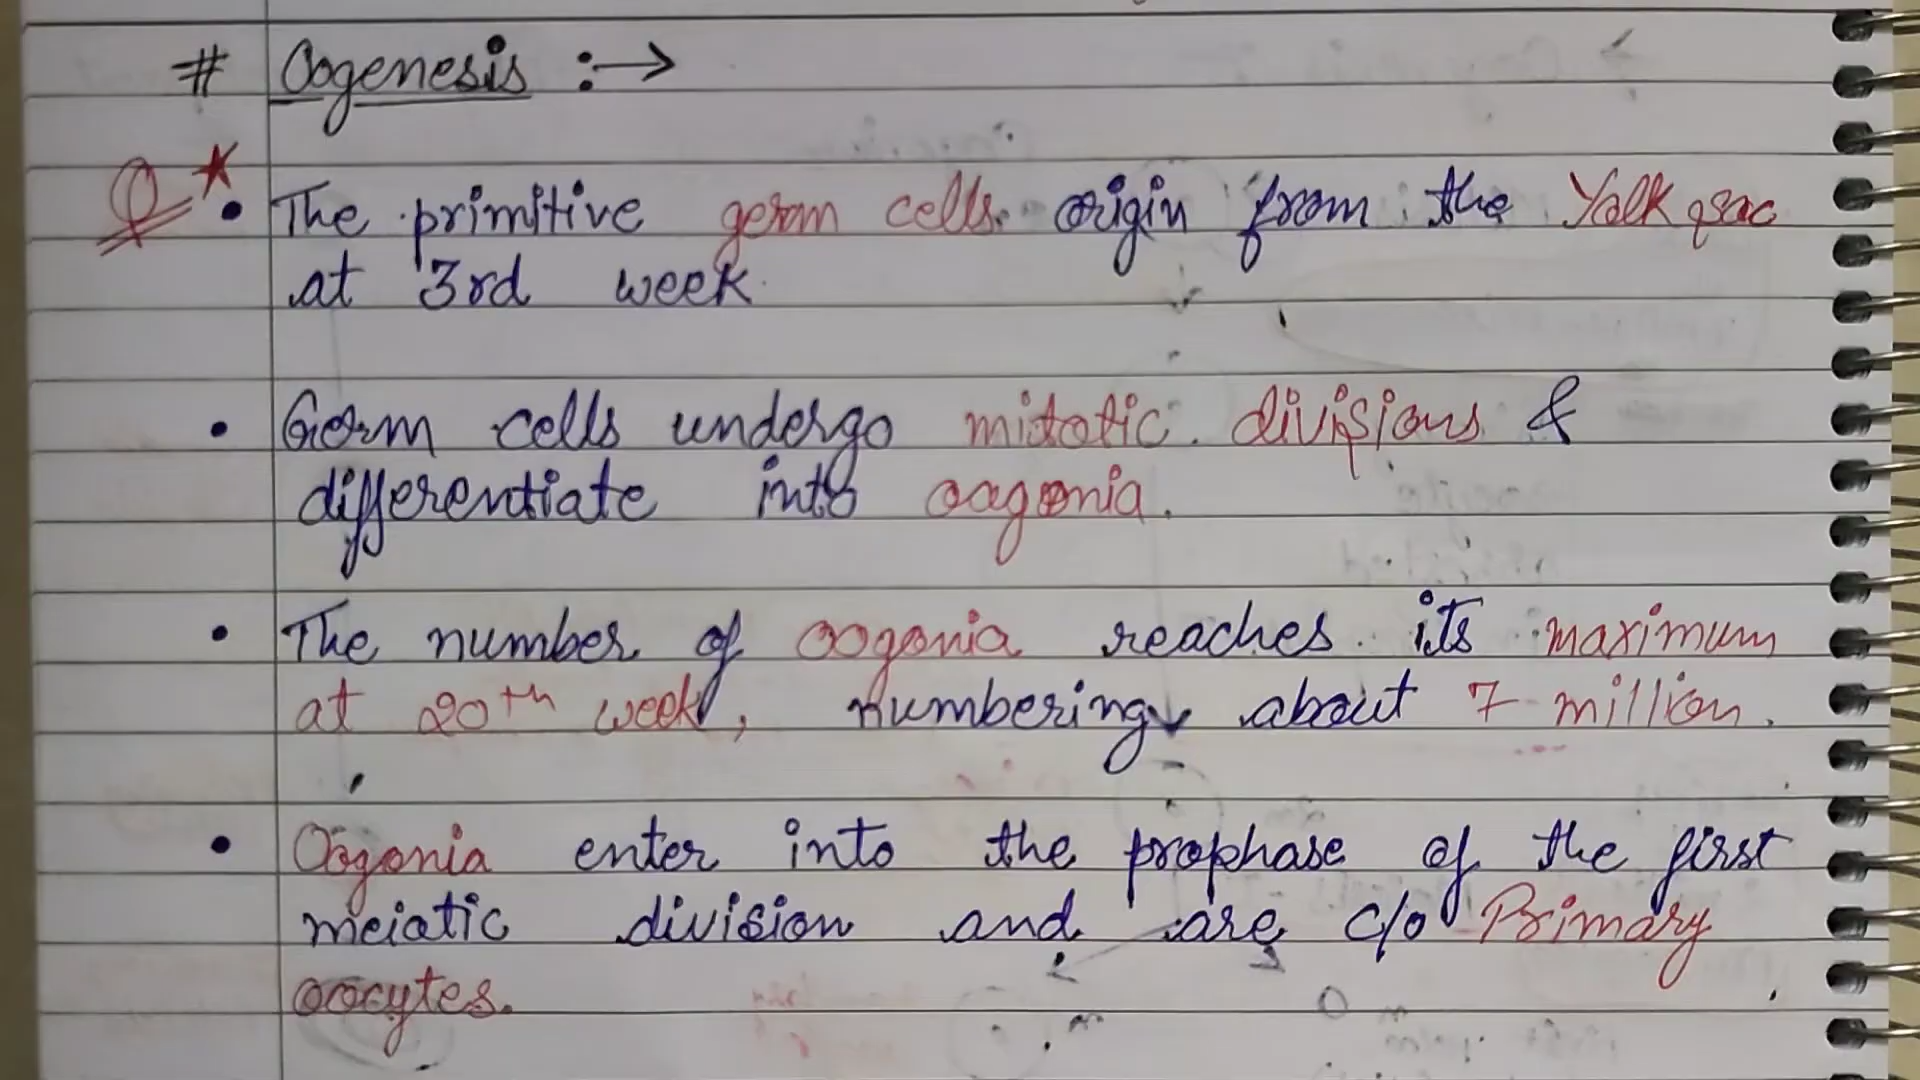 # Oogenesis :→
Q * • The primitive germ cells origin from the Yolk sac
at 3rd week.
• Germ cells undergo mitotic divisions &
differentiate into oogonia.
• The number of oogonia reaches its maximum
at 20th week, numbering about 7 million.
• Oogonia enter into the prophase of the first
meiotic division and are c/o Primary
oocytes.